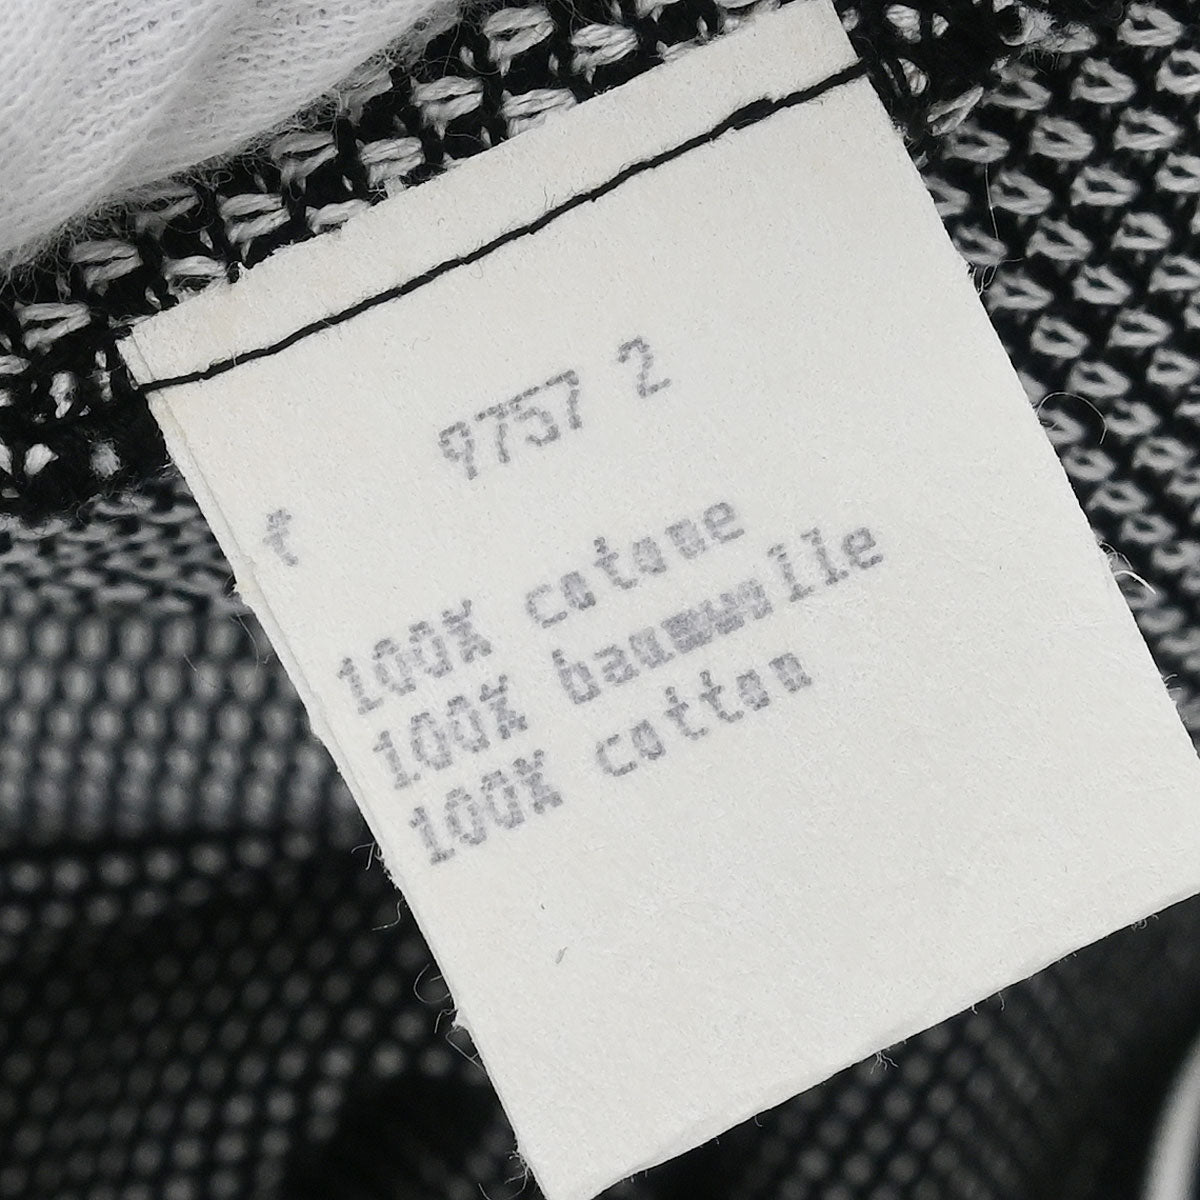 9757 2
t
100% cotone
100% baumwolle
100% cotton